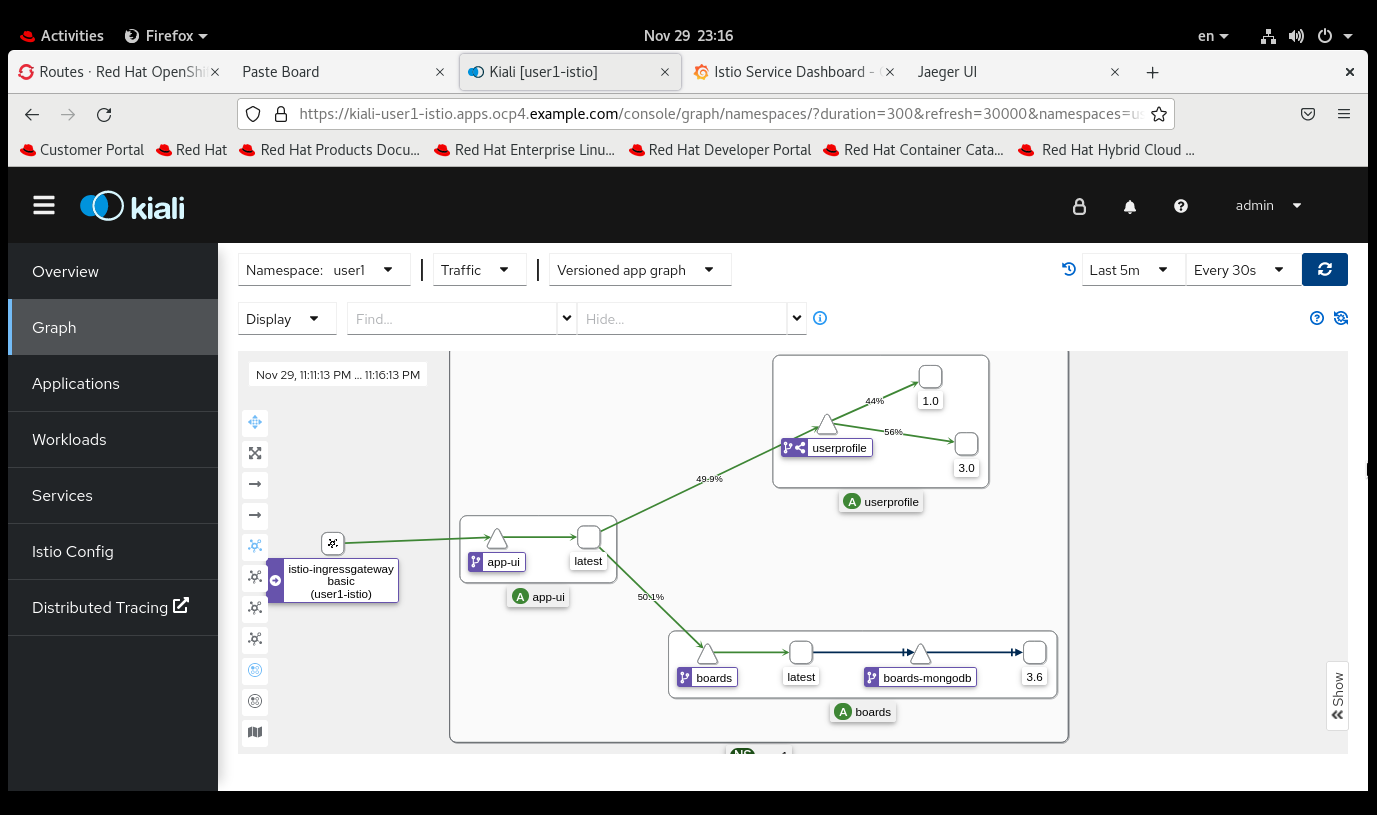 Activities
Firefox
Nov 29 23:16
en
Routes · Red Hat OpenShi
Paste Board
Kiali [user1-istio]
Istio Service Dashboard -
Jaeger UI
https://kiali-user1-istio.apps.ocp4.example.com/console/graph/namespaces/?duration=300&refresh=30000&namespaces=us
Customer Portal
Red Hat
Red Hat Products Docu...
Red Hat Enterprise Linu...
Red Hat Developer Portal
Red Hat Container Cata...
Red Hat Hybrid Cloud ...
kiali
admin
Overview
Graph
Applications
Workloads
Services
Istio Config
Distributed Tracing
Namespace: user1
Traffic
Versioned app graph
Last 5m
Every 30s
Display
Find...
Hide...
Nov 29, 11:11:13 PM ... 11:16:13 PM
44%
1.0
56%
userprofile
3.0
49.9%
A userprofile
app-ui
latest
istio-ingressgateway
basic
(user1-istio)
A app-ui
50.1%
boards
latest
boards-mongodb
3.6
A boards
Show